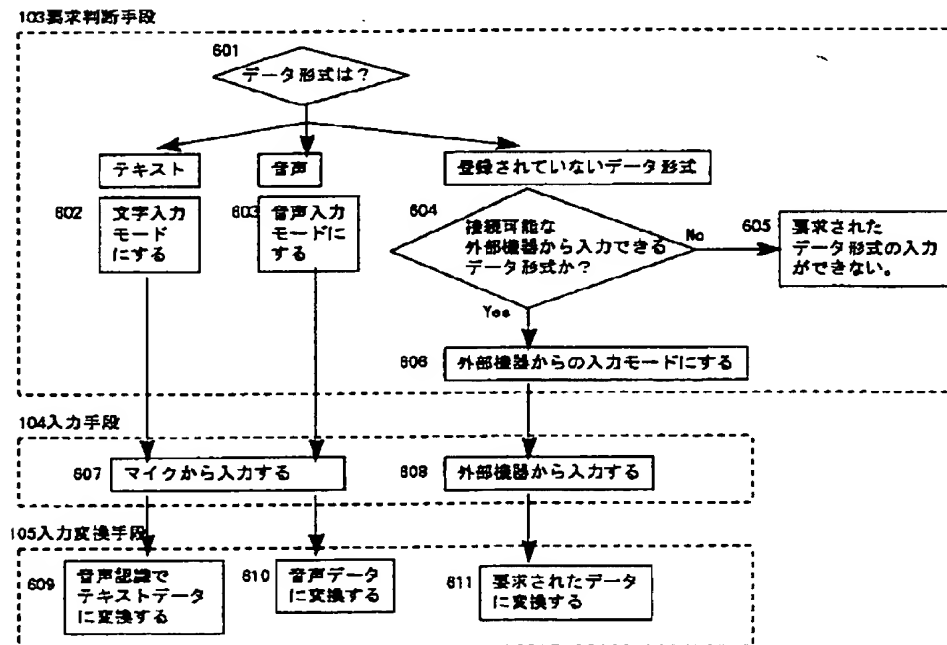 103要求判断手段
601
データ形式は？
テキスト
音声
登録されていないデータ形式
602
文字入力
モードに
にする
603
音声入力
モードに
する
604
接続可能な
外部機器から入力できる
データ形式か？
No
Yes
605
要求された
データ形式の入力
ができない。
606
外部機器からの入力モードにする
104入力手段
607
マイクから入力する
608
外部機器から入力する
105入力変換手段
609
音声認識で
テキストデータ
に変換する
610
音声データ
に変換する
611
要求されたデータ
に変換する